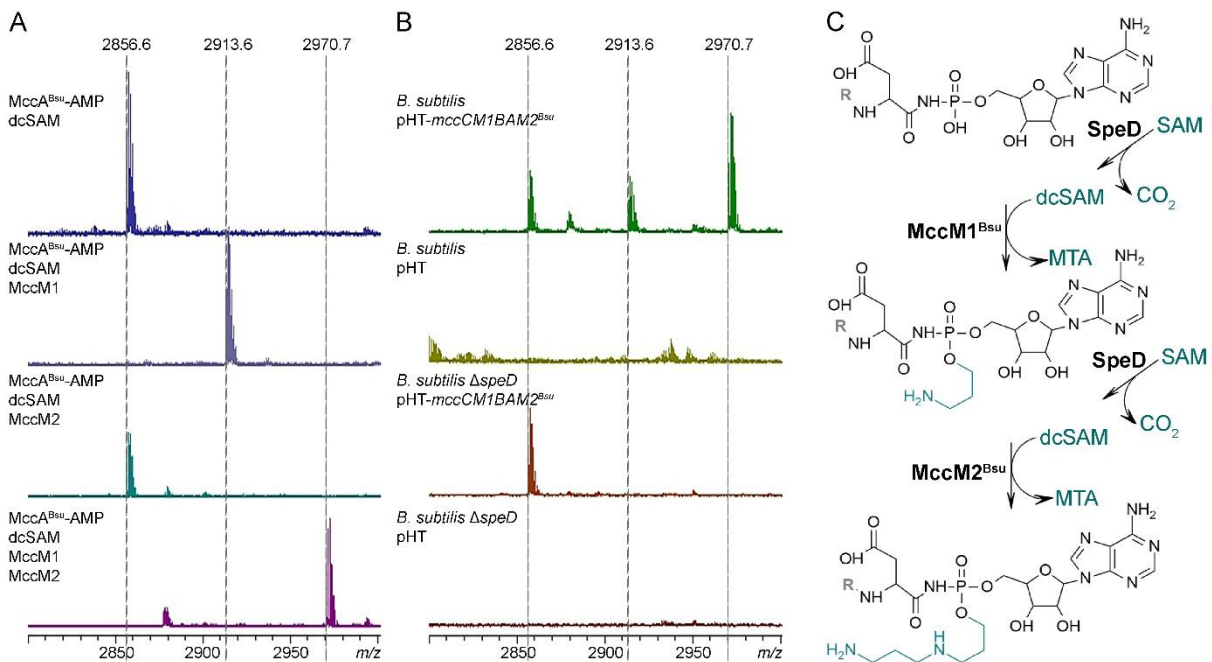 A
2856.6 2913.6 2970.7
MccA^Bsu-AMP
dcSAM
MccA^Bsu-AMP
dcSAM
MccM1
MccA^Bsu-AMP
dcSAM
MccM2
MccA^Bsu-AMP
dcSAM
MccM1
MccM2
2850 2900 2950 m/z
B
2856.6 2913.6 2970.7
B. subtilis
pHT-mccCM1BAM2^Bsu
B. subtilis
pHT
B. subtilis ΔspeD
pHT-mccCM1BAM2^Bsu
B. subtilis ΔspeD
pHT
2850 2900 2950 m/z
C
NH₂
N N
N N
OH O
R NH O
NH P O O
OH
OH OH
SpeD SAM
CO₂
dcSAM
MccM1^Bsu
MTA
NH₂
N N
N N
OH O
R NH O
NH P O O
O
OH OH
H₂N
SpeD SAM
CO₂
dcSAM
MccM2^Bsu
MTA
NH₂
N N
N N
OH O
R NH O
NH P O O
O
OH OH
H₂N H N